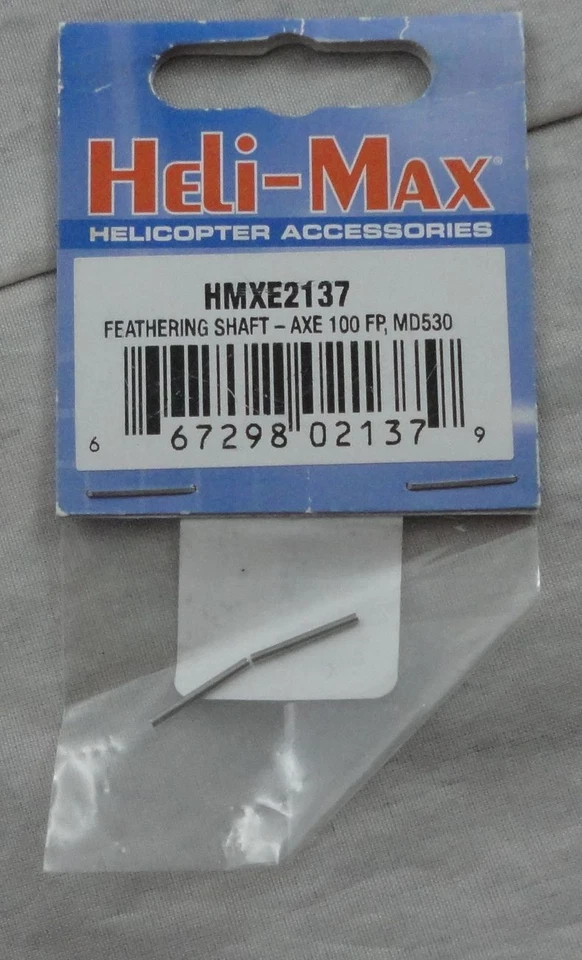 HELI-MAX®
HELICOPTER ACCESSORIES
HMXE2137
FEATHERING SHAFT – AXE 100 FP, MD530
6 67298 02137 9